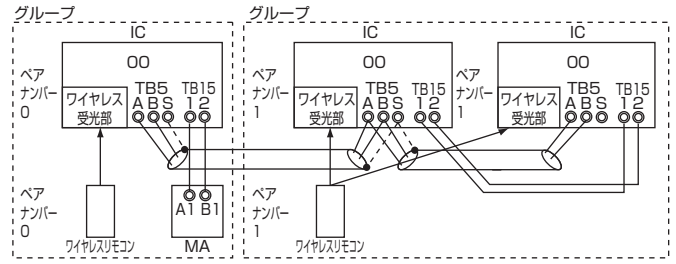 グループ
IC
00
ペア
ナンバー
0
TB5
A B S
TB15
1 2
ワイヤレス
受光部
ペア
ナンバー
0
A1 B1
ワイヤレスリモコン
MA
グループ
IC
00
ペア
ナンバー
1
TB5
A B S
TB15
1 2
ワイヤレス
受光部
ペア
ナンバー
1
ワイヤレスリモコン
IC
00
ペア
ナンバー
1
TB5
A B S
TB15
1 2
ワイヤレス
受光部